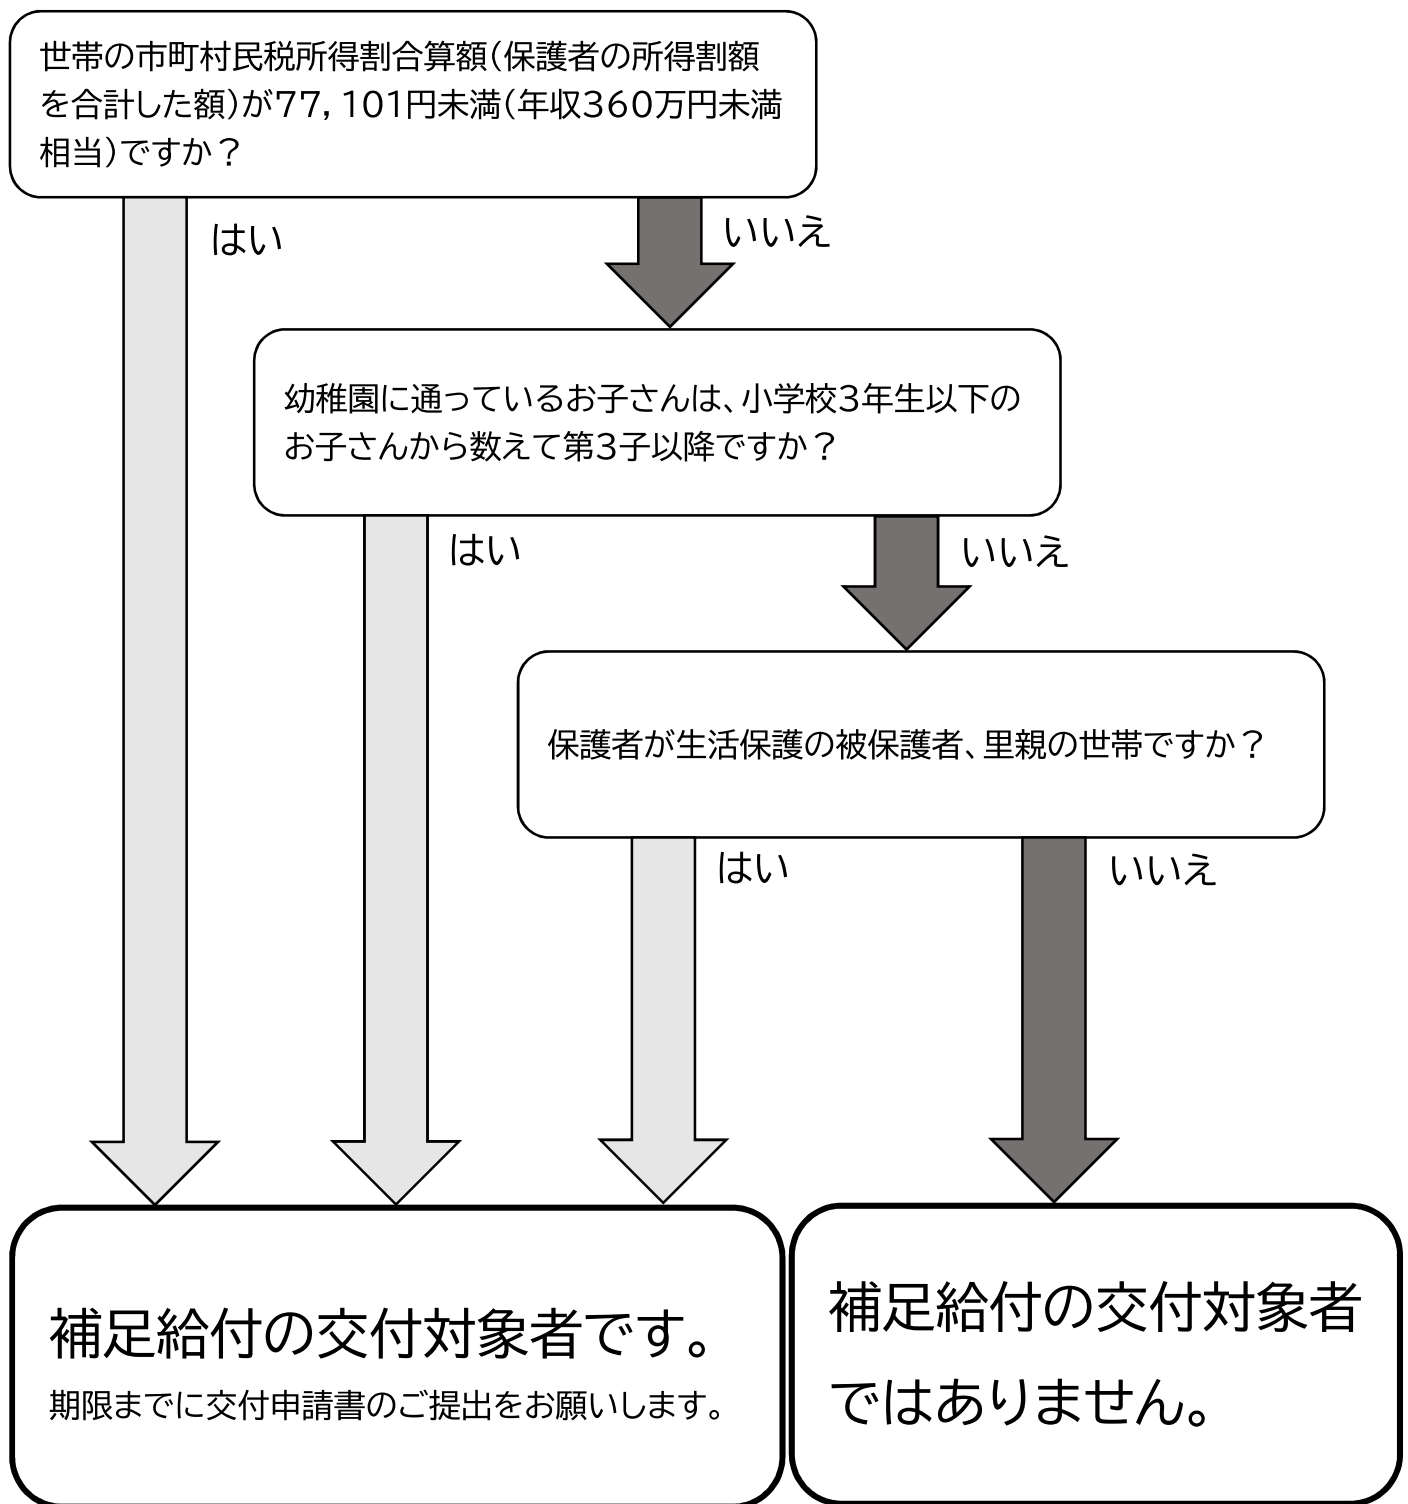 世帯の市町村民税所得割合算額（保護者の所得割額
を合計した額）が７７，１０１円未満（年収３６０万円未満
相当）ですか？
はい
いいえ
幼稚園に通っているお子さんは、小学校３年生以下の
お子さんから数えて第３子以降ですか？
はい
いいえ
保護者が生活保護の被保護者、里親の世帯ですか？
はい
いいえ
補足給付の交付対象者です。
期限までに交付申請書のご提出をお願いします。
補足給付の交付対象者
ではありません。